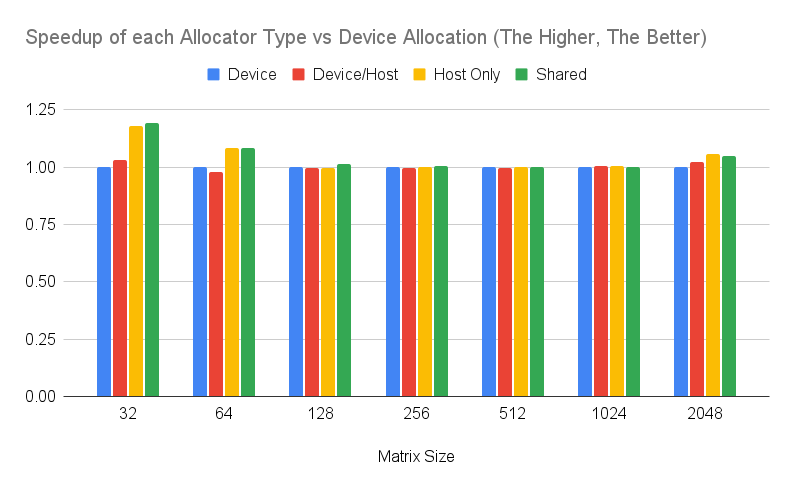 Speedup of each Allocator Type vs Device Allocation (The Higher, The Better)
Device Device/Host Host Only Shared
1.25
1.00
0.75
0.50
0.25
0.00
32 64 128 256 512 1024 2048
Matrix Size